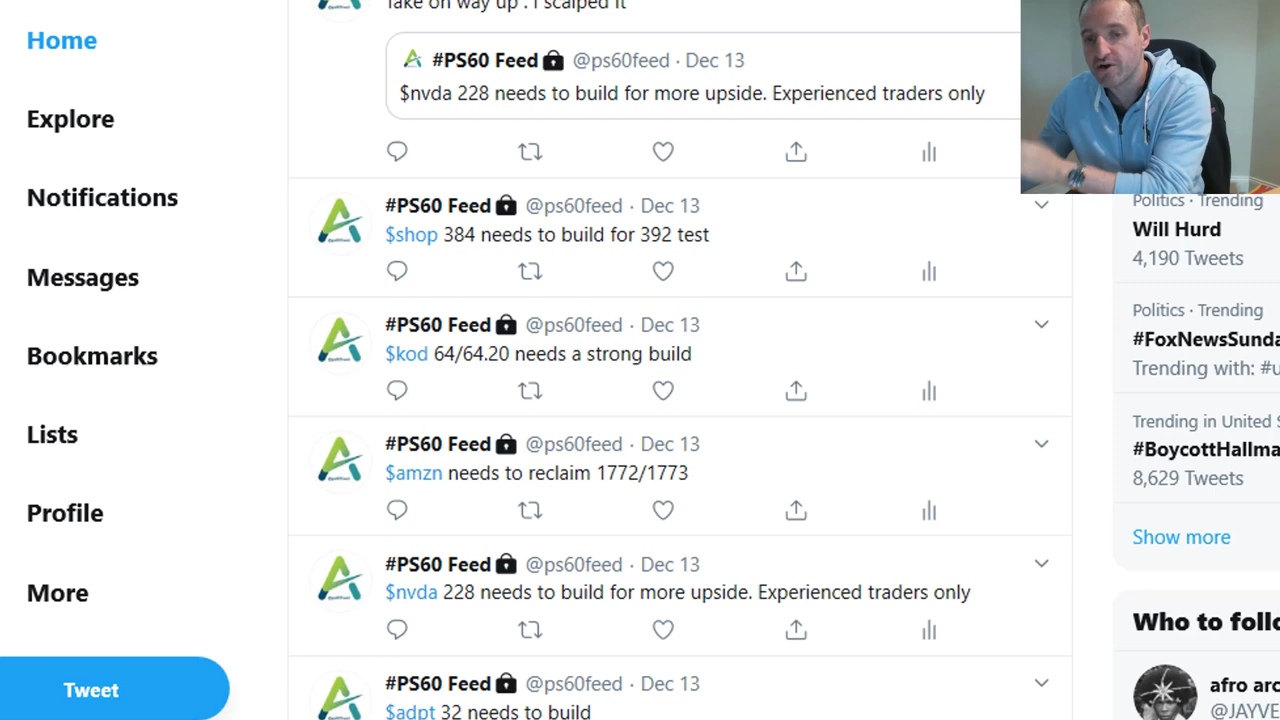 Home
Explore
Notifications
Messages
Bookmarks
Lists
Profile
More
Tweet
Take on way up . I scalped it
#PS60 Feed @ps60feed · Dec 13
$nvda 228 needs to build for more upside. Experienced traders only
#PS60 Feed @ps60feed · Dec 13
$shop 384 needs to build for 392 test
#PS60 Feed @ps60feed · Dec 13
$kod 64/64.20 needs a strong build
#PS60 Feed @ps60feed · Dec 13
$amzn needs to reclaim 1772/1773
#PS60 Feed @ps60feed · Dec 13
$nvda 228 needs to build for more upside. Experienced traders only
#PS60 Feed @ps60feed · Dec 13
$adpt 32 needs to build
Politics · Trending
Will Hurd
4,190 Tweets
Politics · Trending
#FoxNewsSunda
Trending with: #u
Trending in United S
#BoycottHallma
8,629 Tweets
Show more
Who to follo
afro arc
@JAYVE